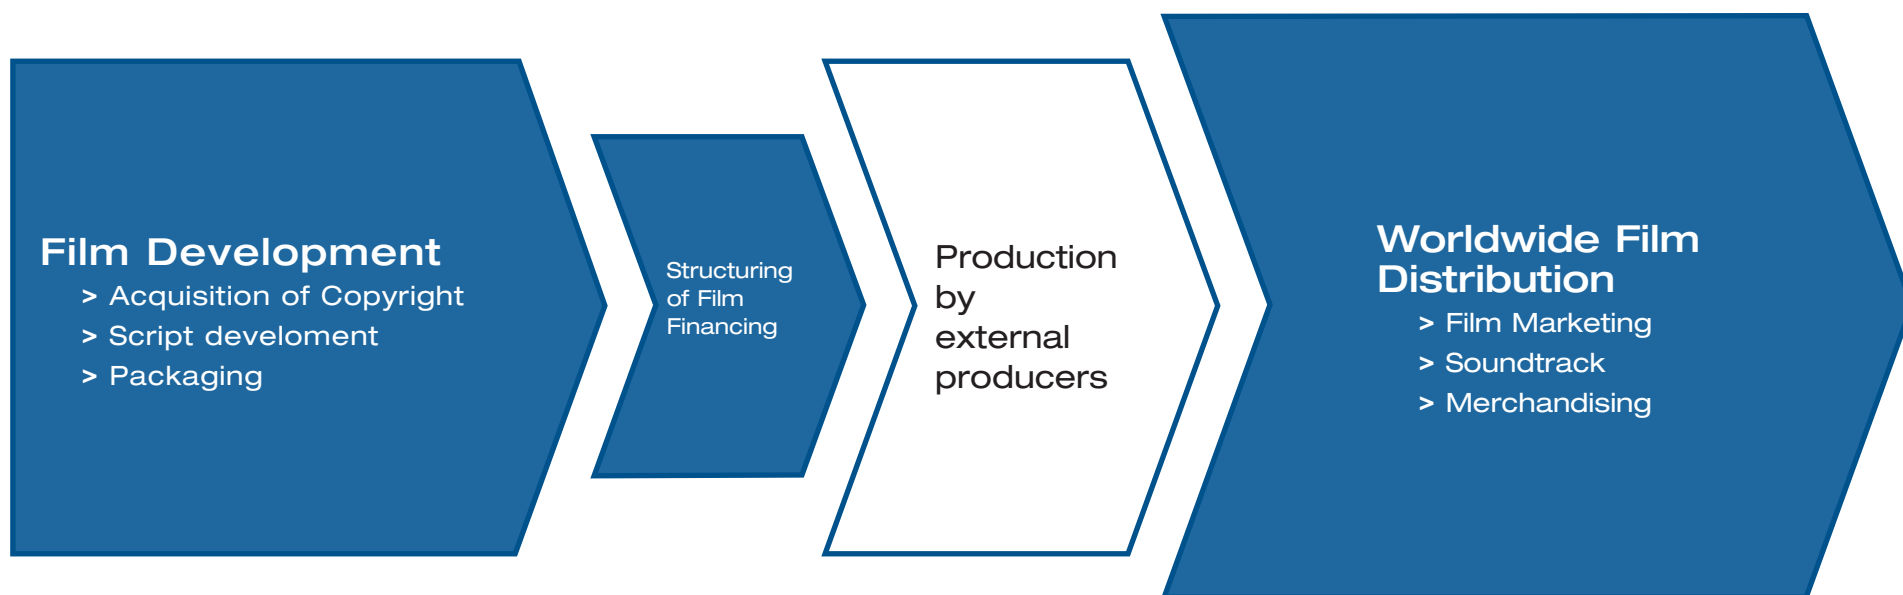 Film Development
> Acquisition of Copyright
> Script develoment
> Packaging
Structuring
of Film
Financing
Production
by
external
producers
Worldwide Film
Distribution
> Film Marketing
> Soundtrack
> Merchandising